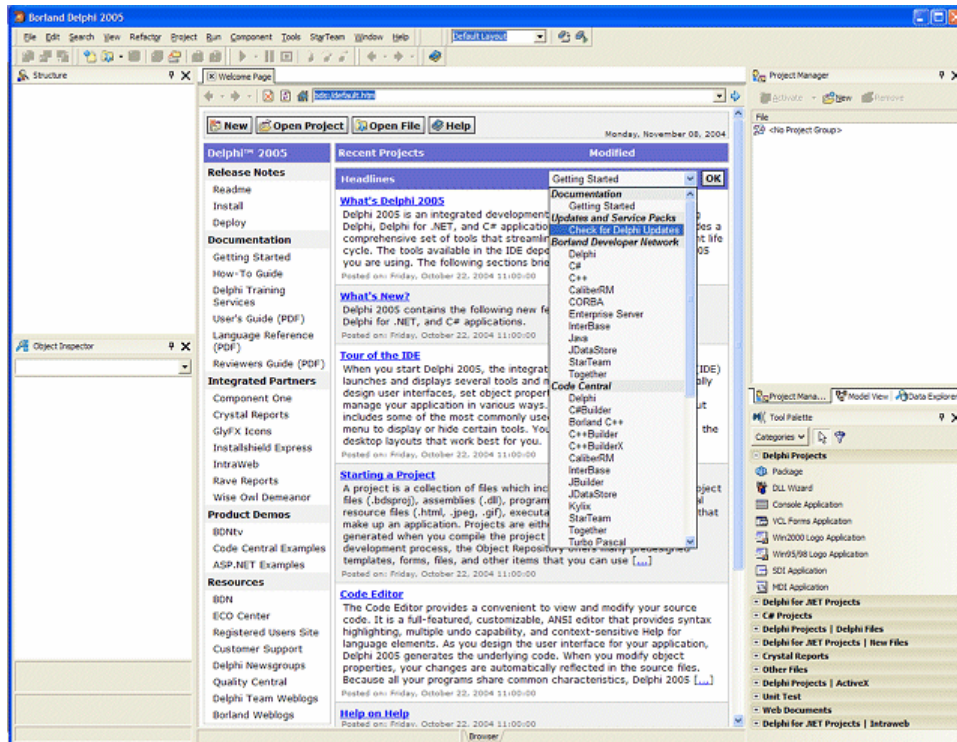 Borland Delphi 2005
File Edit Search View Refactor Project Run Component Tools StarTeam Window Help
Default Layout
Structure
Welcome Page
bds:/default.htm
New Open Project Open File Help
Monday, November 08, 2004
Delphi™ 2005
Release Notes
Readme
Install
Deploy
Documentation
Getting Started
How-To Guide
Delphi Training
Services
User's Guide (PDF)
Language Reference
(PDF)
Reviewers Guide (PDF)
Integrated Partners
Component One
Crystal Reports
GlyFX Icons
Installshield Express
IntraWeb
Rave Reports
Wise Owl Demeanor
Product Demos
BDNtv
Code Central Examples
ASP.NET Examples
Resources
BDN
ECO Center
Registered Users Site
Customer Support
Delphi Newsgroups
Quality Central
Delphi Team Weblogs
Borland Weblogs
Recent Projects Modified
Headlines
Getting Started
OK
What's Delphi 2005
Delphi 2005 is an integrated development
Delphi, Delphi for .NET, and C# applicatio des a
comprehensive set of tools that streamlin nt life
cycle. The tools available in the IDE depe 005
you are using. The following sections brie
Posted on: Friday, October 22, 2004 11:00:00
What's New?
Delphi 2005 contains the following new fe
Delphi for .NET, and C# applications.
Posted on: Friday, October 22, 2004 11:00:00
Tour of the IDE
When you start Delphi 2005, the integrat (IDE)
launches and displays several tools and m ally
design user interfaces, set object propert
manage your application in various ways. ut
includes some of the most commonly use
menu to display or hide certain tools. You the
desktop layouts that work best for you.
Posted on: Friday, October 22, 2004 11:00:00
Starting a Project
A project is a collection of files which incl oject
files (.bdsproj), assemblies (.dll), program al
resource files (.html, .jpeg, .gif), executa that
make up an application. Projects are eith
generated when you compile the project
development process, the Object Repository offers many predesigned
templates, forms, files, and other items that you can use [...]
Posted on: Friday, October 22, 2004 11:00:00
Code Editor
The Code Editor provides a convenient to view and modify your source
code. It is a full-featured, customizable, ANSI editor that provides syntax
highlighting, multiple undo capability, and context-sensitive Help for
language elements. As you design the user interface for your application,
Delphi 2005 generates the underlying code. When you modify object
properties, your changes are automatically reflected in the source files.
Because all your programs share common characteristics, Delphi 2005 [...]
Posted on: Friday, October 22, 2004 11:00:00
Help on Help
Posted on: Friday, October 22, 2004 11:00:00
Documentation
Getting Started
Updates and Service Packs
Check for Delphi Updates
Borland Developer Network
Delphi
C#
C++
CaliberRM
CORBA
Enterprise Server
InterBase
Java
JDataStore
StarTeam
Together
Code Central
Delphi
C#Builder
Borland C++
C++Builder
C++BuilderX
CaliberRM
InterBase
JBuilder
JDataStore
Kylix
StarTeam
Together
Turbo Pascal
Browser
Object Inspector
Project Manager
Activate New Remove
File
<No Project Group>
Project Mana... Model View Data Explorer
Tool Palette
Categories
Delphi Projects
Package
DLL Wizard
Console Application
VCL Forms Application
Win2000 Logo Application
Win95/98 Logo Application
SDI Application
MDI Application
Delphi for .NET Projects
C# Projects
Delphi Projects | Delphi Files
Delphi for .NET Projects | New Files
Crystal Reports
Other Files
Delphi Projects | ActiveX
Unit Test
Web Documents
Delphi for .NET Projects | Intraweb